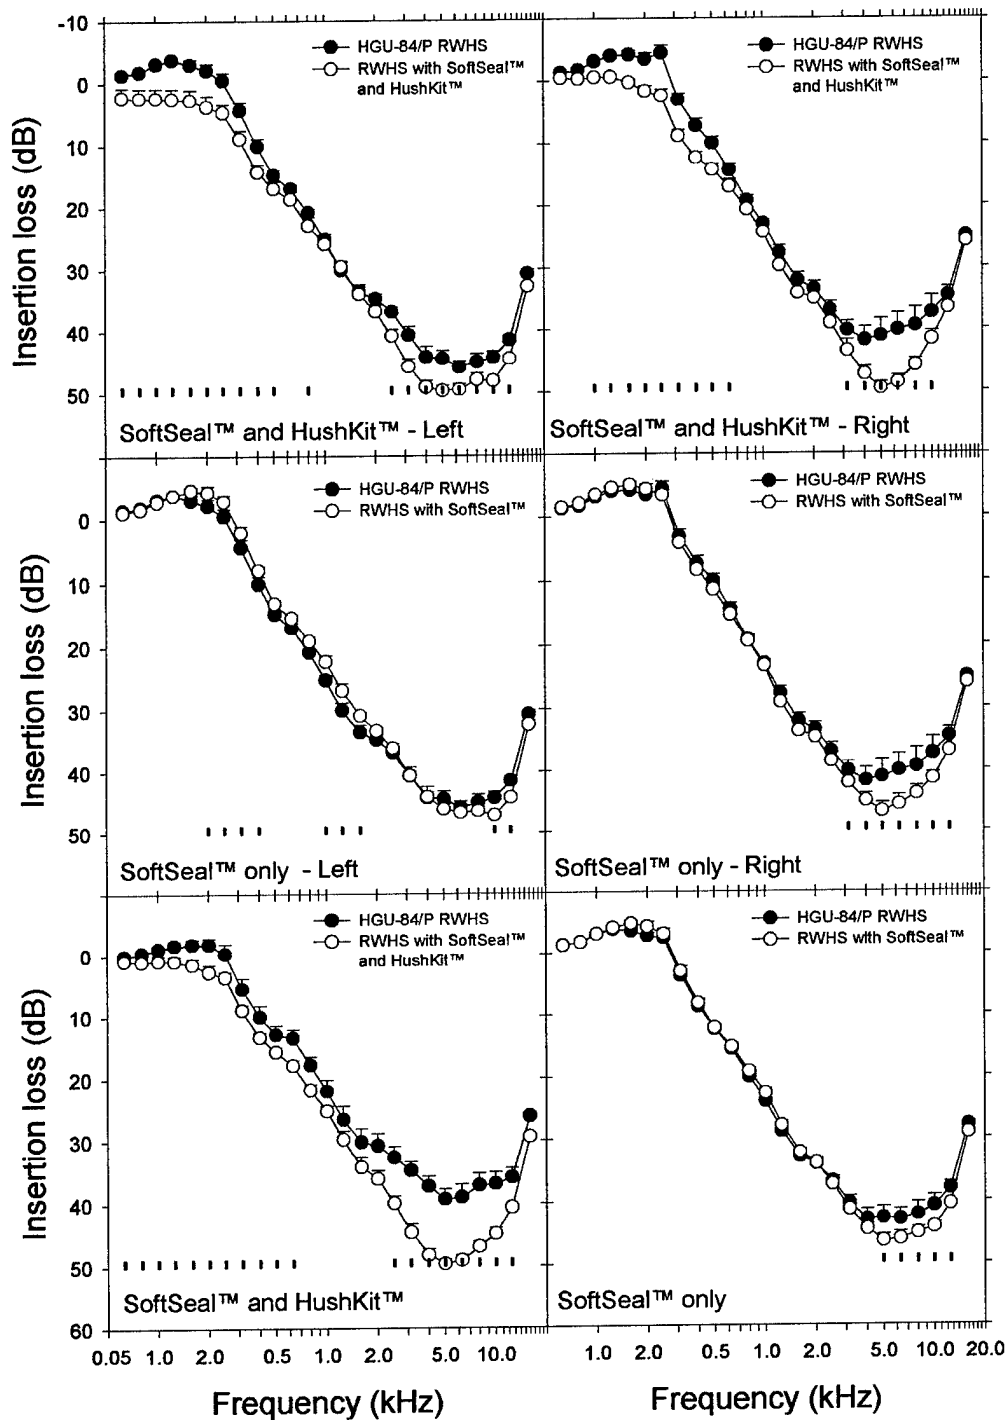 -10
0
10
20
30
40
50
Insertion loss (dB)
HGU-84/P RWHS
RWHS with SoftSeal™
and HushKit™
SoftSeal™ and HushKit™ - Left
HGU-84/P RWHS
RWHS with SoftSeal™
and HushKit™
SoftSeal™ and HushKit™ - Right
0
10
20
30
40
50
Insertion loss (dB)
HGU-84/P RWHS
RWHS with SoftSeal™
SoftSeal™ only - Left
HGU-84/P RWHS
RWHS with SoftSeal™
SoftSeal™ only - Right
0
10
20
30
40
50
60
Insertion loss (dB)
HGU-84/P RWHS
RWHS with SoftSeal™
and HushKit™
SoftSeal™ and HushKit™
HGU-84/P RWHS
RWHS with SoftSeal™
SoftSeal™ only
0.05 1.0 2.0 0.5 1.0 2.0 5.0 10.0
1.0 2.0 0.5 1.0 2.0 5.0 10.0 20.0
Frequency (kHz)
Frequency (kHz)